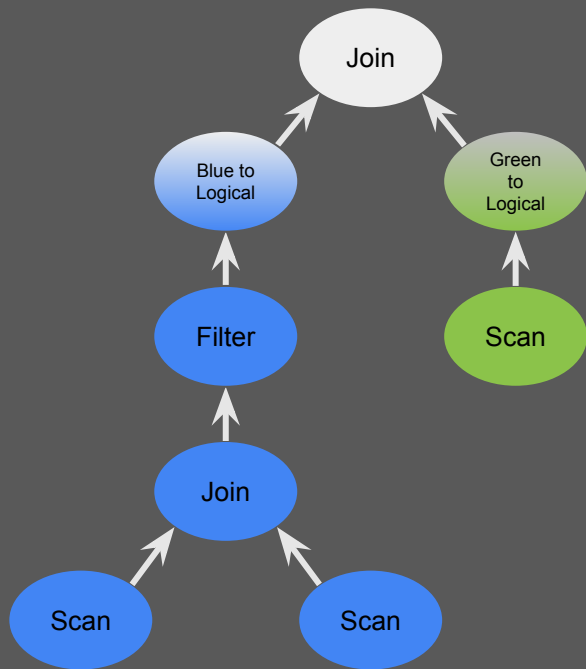 Join
Blue to
Logical
Green
to
Logical
Filter
Scan
Join
Scan
Scan